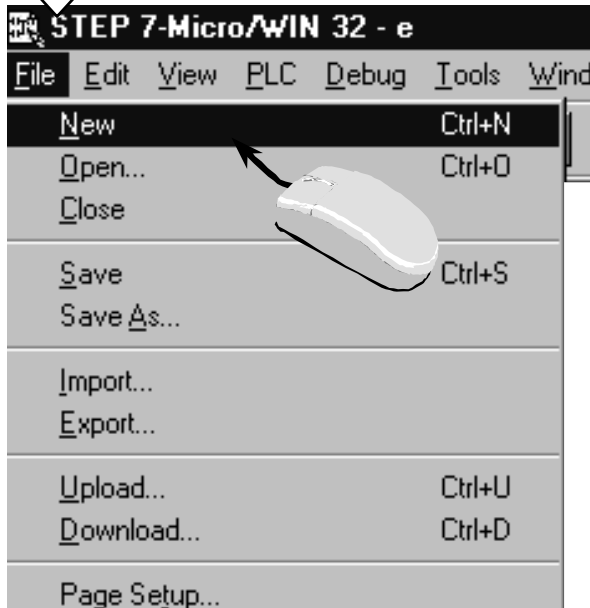 STEP 7-Micro/WIN 32 - e
File Edit View PLC Debug Tools Wind
New Ctrl+N
Open... Ctrl+O
Close
Save Ctrl+S
Save As...
Import...
Export...
Upload... Ctrl+U
Download... Ctrl+D
Page Setup...